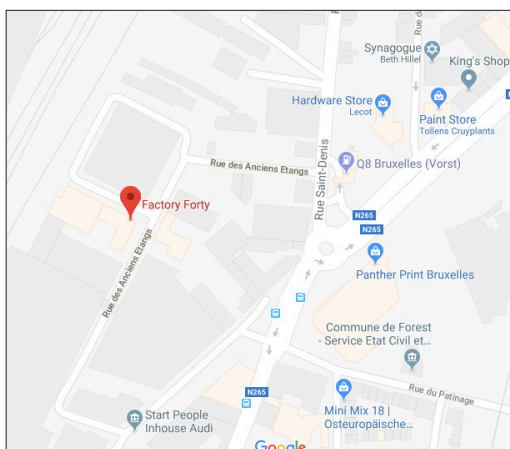 Synagogue
Beth Hillel
King's Shop
Hardware Store
Lecot
Paint Store
Tollens Cruyplants
Rue Saint-Denis
Rue des Anciens Etangs
Q8 Bruxelles (Vorst)
Factory Forty
N265
N265
Rue des Anciens Etangs
Panther Print Bruxelles
Commune de Forest
- Service Etat Civil et...
N265
Rue du Patinage
Mini Mix 18 |
Osteuropäische...
Start People
Inhouse Audi
Google